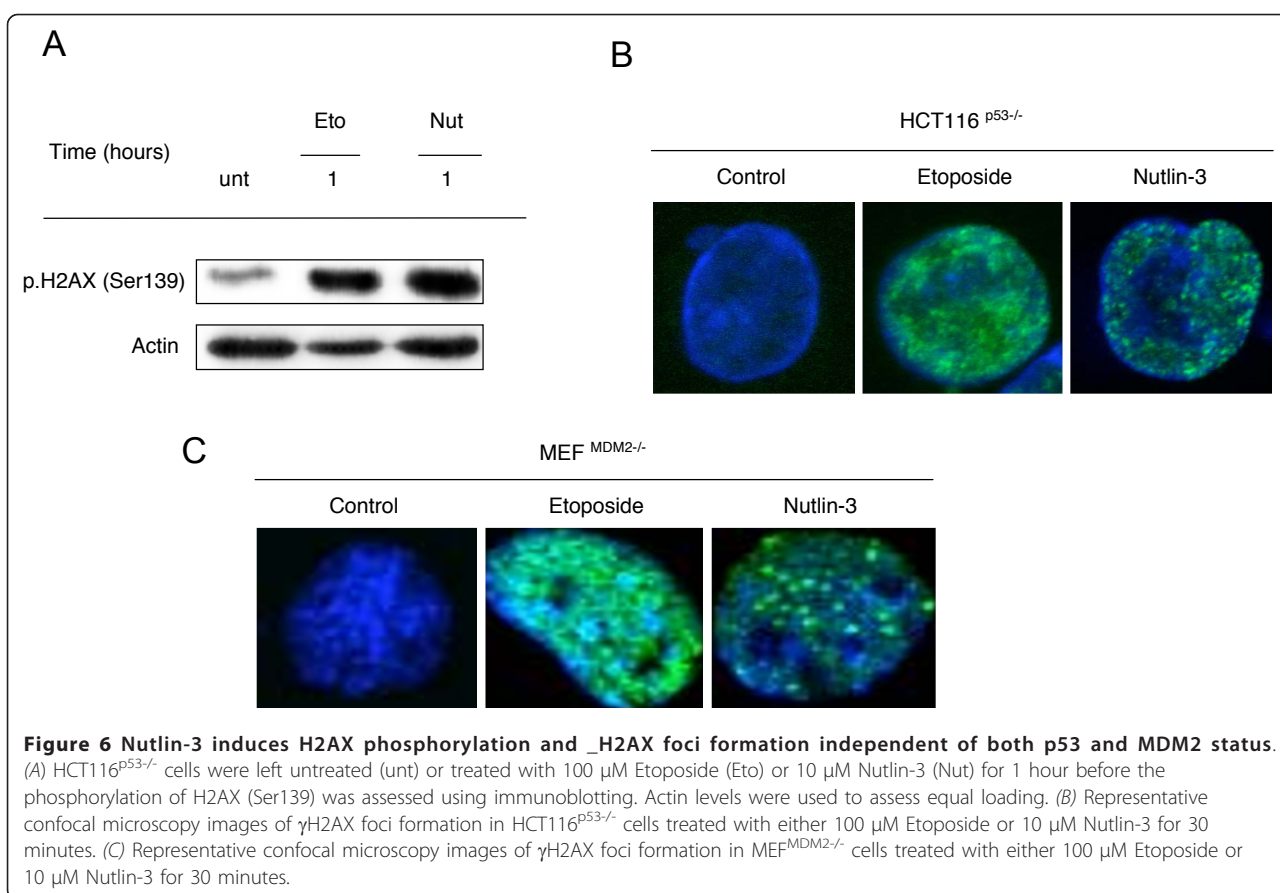 A
Eto Nut
Time (hours)
unt 1 1
p.H2AX (Ser139)
Actin
B
HCT116 p53-/-
Control Etoposide Nutlin-3
C
MEF MDM2-/-
Control Etoposide Nutlin-3
Figure 6 Nutlin-3 induces H2AX phosphorylation and _H2AX foci formation independent of both p53 and MDM2 status.
(A) HCT116p53-/- cells were left untreated (unt) or treated with 100 μM Etoposide (Eto) or 10 μM Nutlin-3 (Nut) for 1 hour before the
phosphorylation of H2AX (Ser139) was assessed using immunoblotting. Actin levels were used to assess equal loading. (B) Representative
confocal microscopy images of γH2AX foci formation in HCT116p53-/- cells treated with either 100 μM Etoposide or 10 μM Nutlin-3 for 30
minutes. (C) Representative confocal microscopy images of γH2AX foci formation in MEFMDM2-/- cells treated with either 100 μM Etoposide or
10 μM Nutlin-3 for 30 minutes.